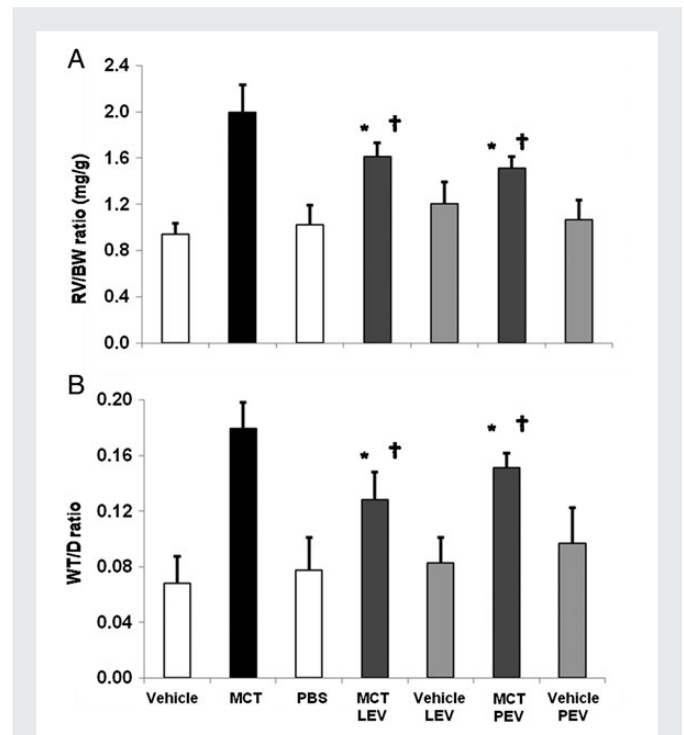 A
2.4
2.0
1.6
1.2
0.8
0.4
0.0
RV/BW ratio (mg/g)
* †
* †
B
0.20
0.16
0.12
0.08
0.04
0.00
WT/D ratio
* †
* †
Vehicle MCT PBS MCT Vehicle MCT Vehicle
LEV LEV PEV PEV